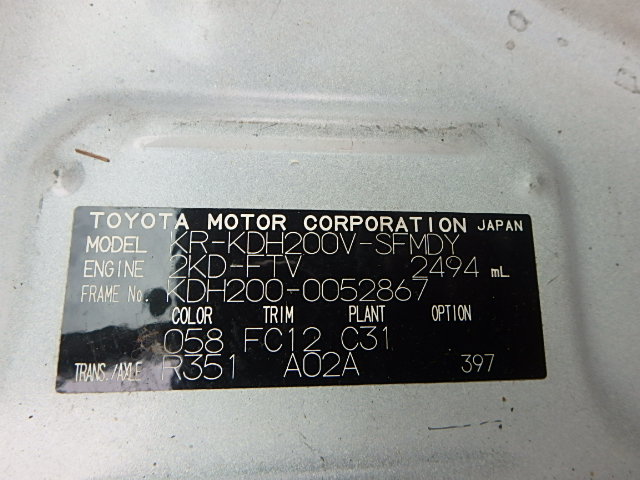 TOYOTA MOTOR CORPORATION JAPAN
MODEL KR-KDH200V-SFMDY
ENGINE 2KD-FTV 2494 mL
FRAME No. KDH200-0052867
COLOR TRIM PLANT OPTION
058 FC12 C31
TRANS./AXLE R351 A02A 397